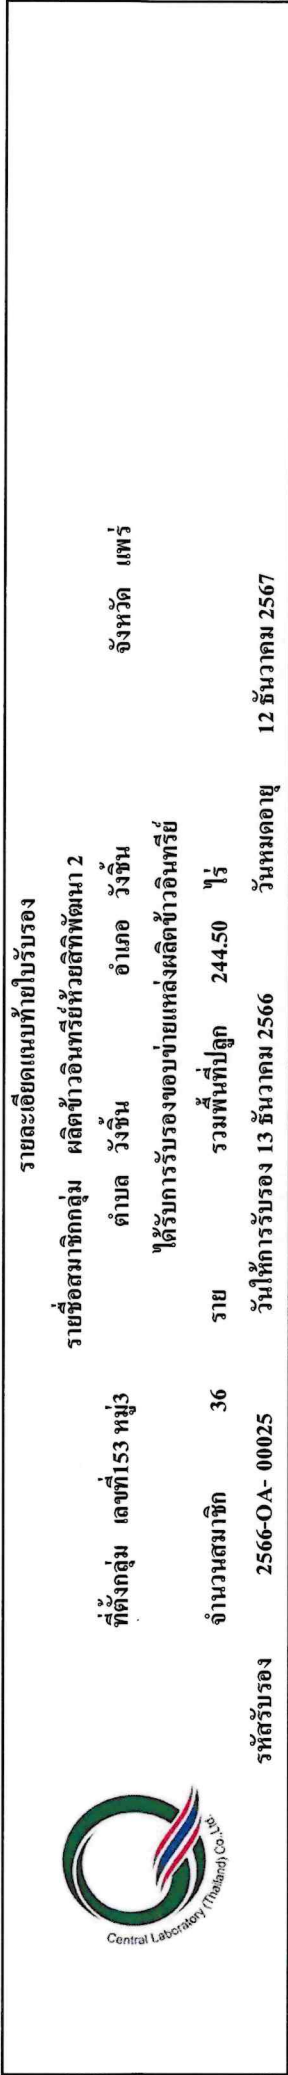 รายละเอียดแนบท้ายใบรับรอง
รายชื่อสมาชิกกลุ่ม ผลิตข้าวอินทรีย์ห้วยสิทิพัฒนา 2
ที่ตั้งกลุ่ม เลขที่153 หมู่3 ตำบล วังชิ้น อำเภอ วังชิ้น จังหวัด แพร่
ได้รับการรับรองขอบข่ายแหล่งผลิตข้าวอินทรีย์
จำนวนสมาชิก 36 ราย รวมพื้นที่ปลูก 244.50 ไร่
รหัสรับรอง 2566-OA- 00025 วันให้การรับรอง 13 ธันวาคม 2566 วันหมดอายุ 12 ธันวาคม 2567
Central Laboratory (Thailand) Co.,Ltd.